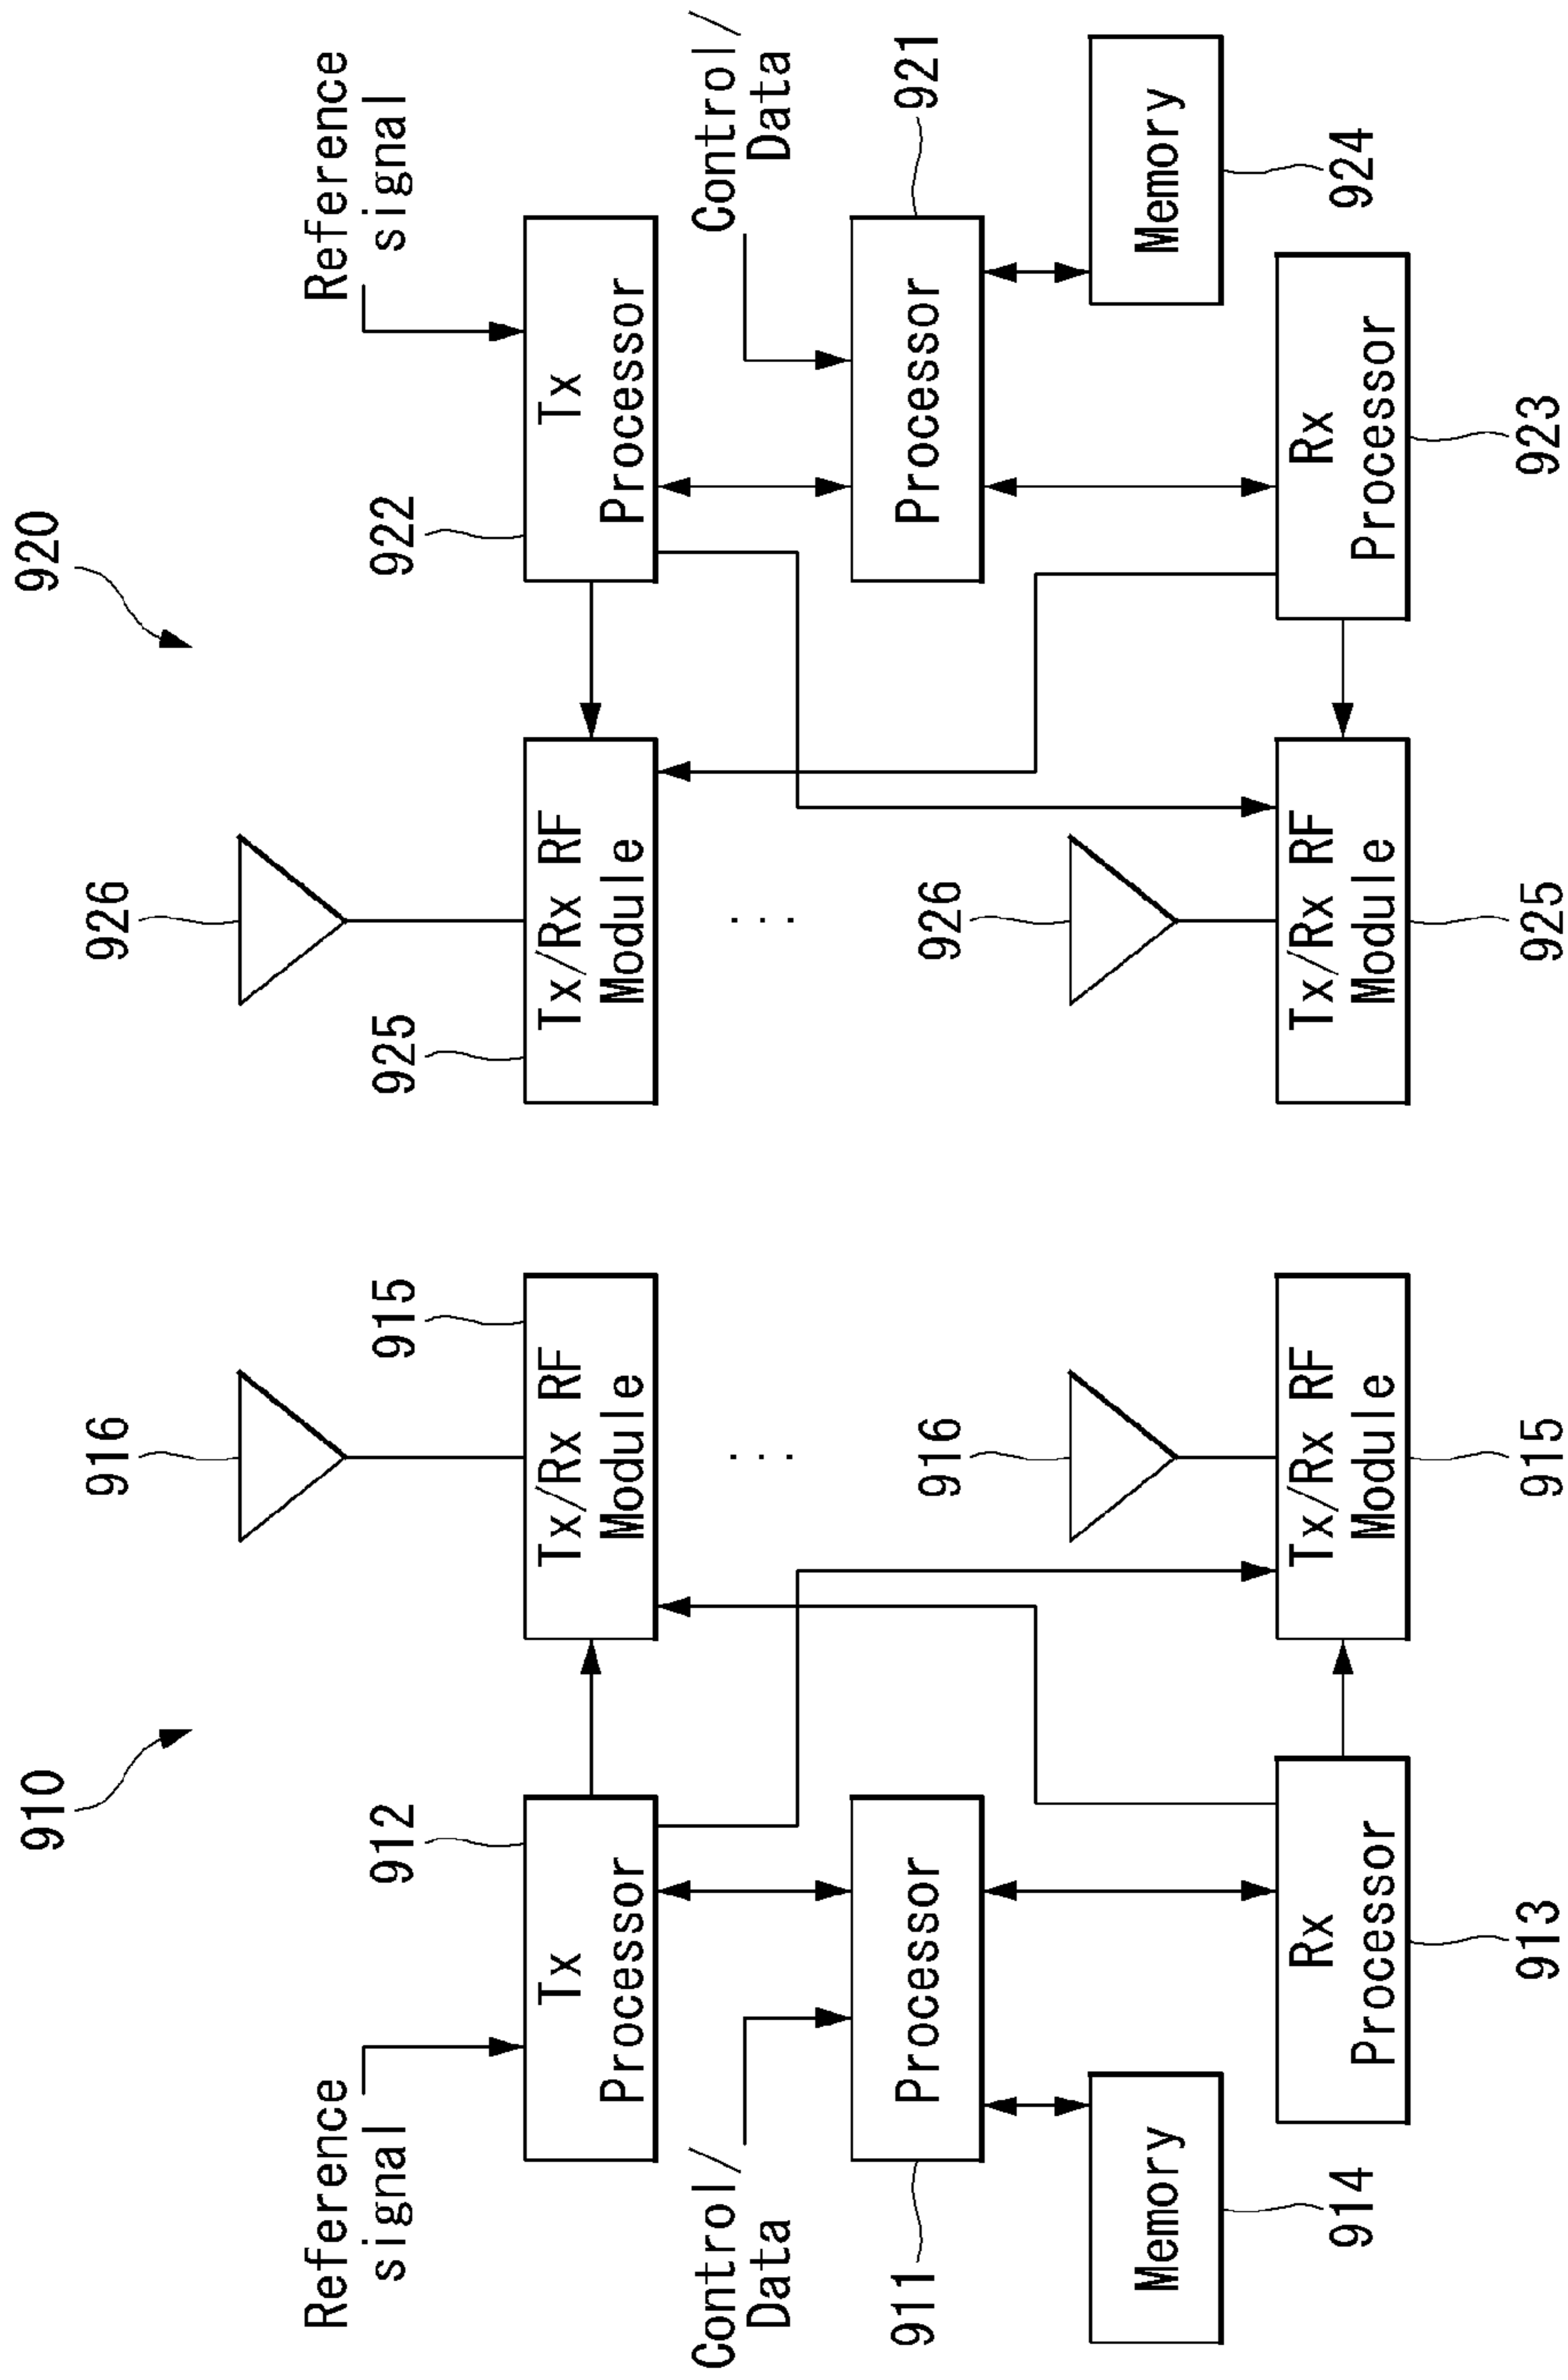 910
920
916
926
Reference
signal
912
915
925
922
Reference
signal
Tx
Processor
Tx/Rx RF
Module
Tx/Rx RF
Module
Tx
Processor
Control/
Data
...
...
Control/
Data
911
916
926
921
Processor
Processor
Memory
Memory
914
924
Rx
Processor
Tx/Rx RF
Module
Tx/Rx RF
Module
Rx
Processor
913
915
925
923